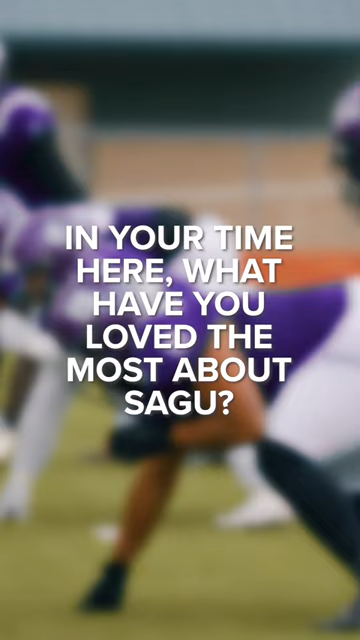 IN YOUR TIME
HERE, WHAT
HAVE YOU
LOVED THE
MOST ABOUT
SAGU?